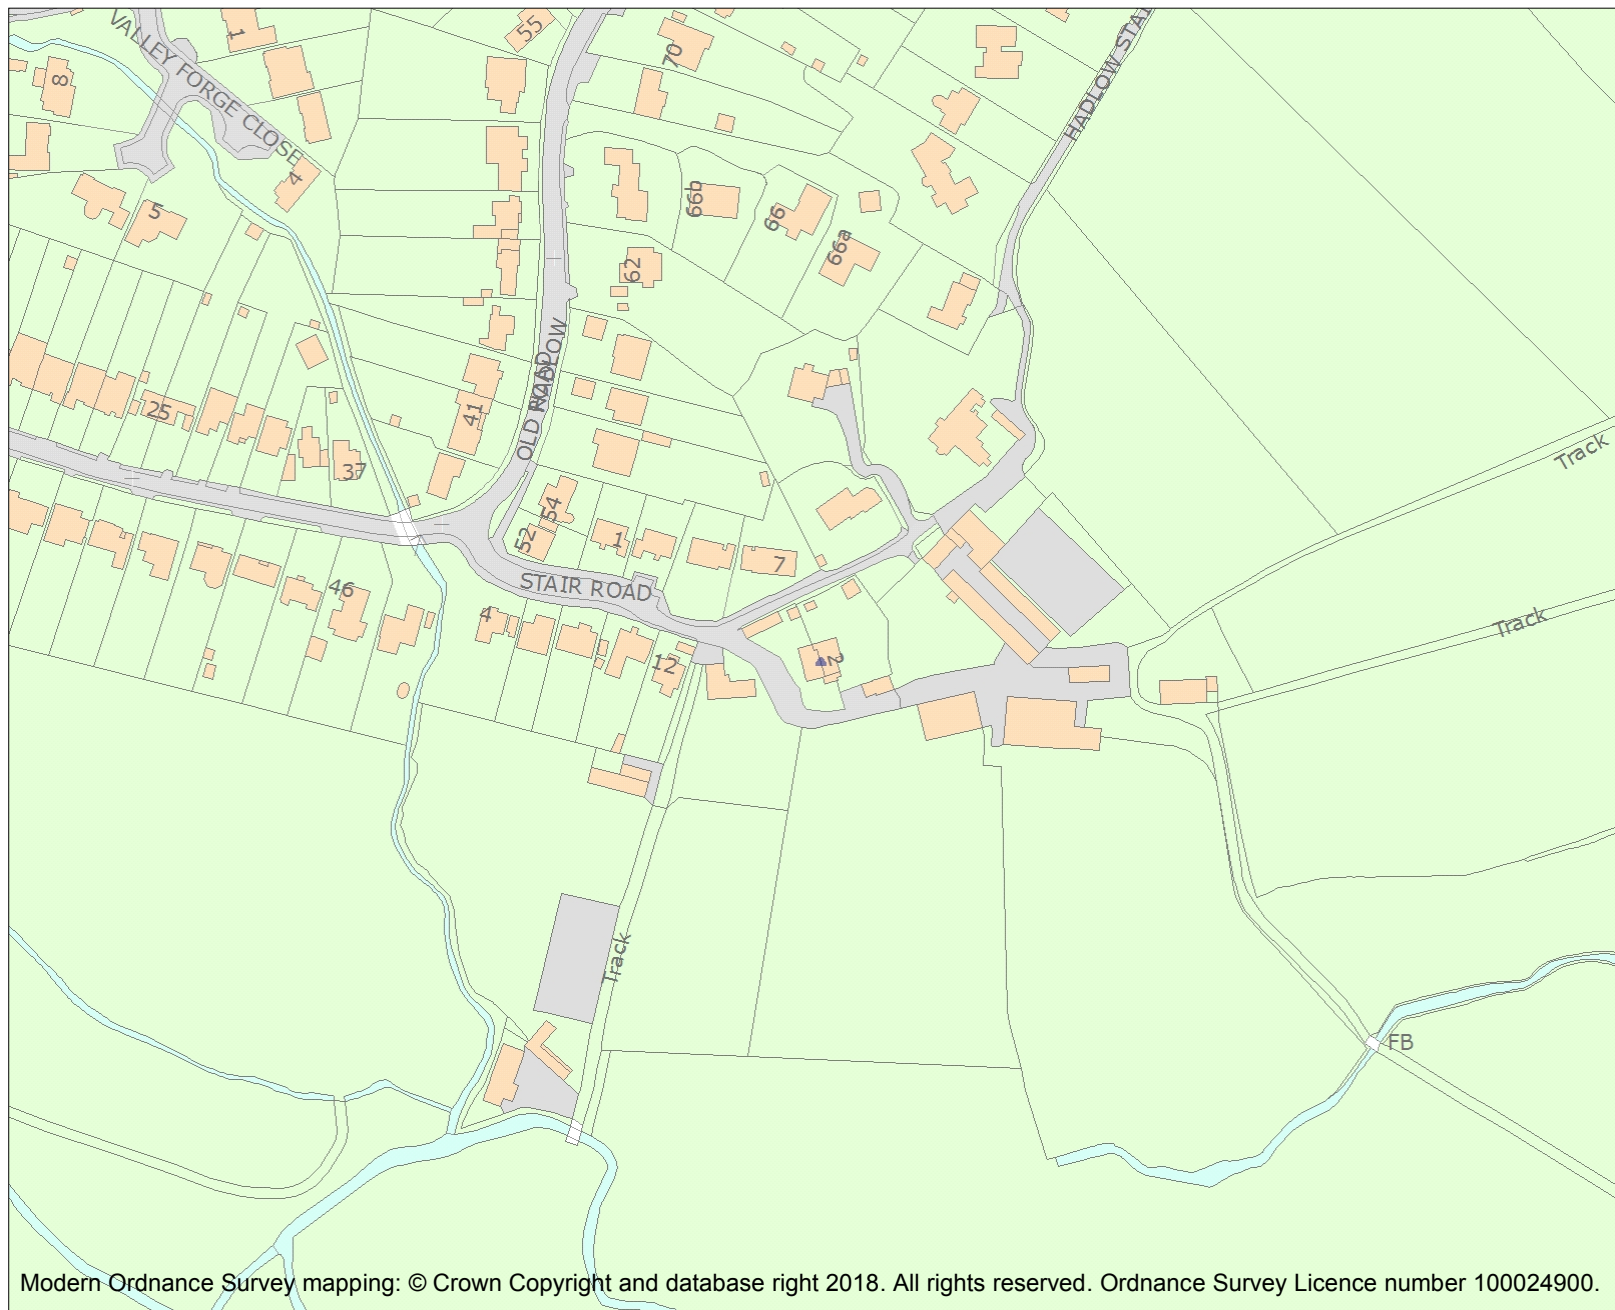 VALLEY FORGE CLOSE
1
55
70
HADLOW STAI
8
4
5
66b
66
66a
62
OLD HADLOW
ROAD
41
25
37
54
52
1
7
STAIR ROAD
46
4
12
2
Track
Track
Track
FB
Modern Ordnance Survey mapping: © Crown Copyright and database right 2018. All rights reserved. Ordnance Survey Licence number 100024900.